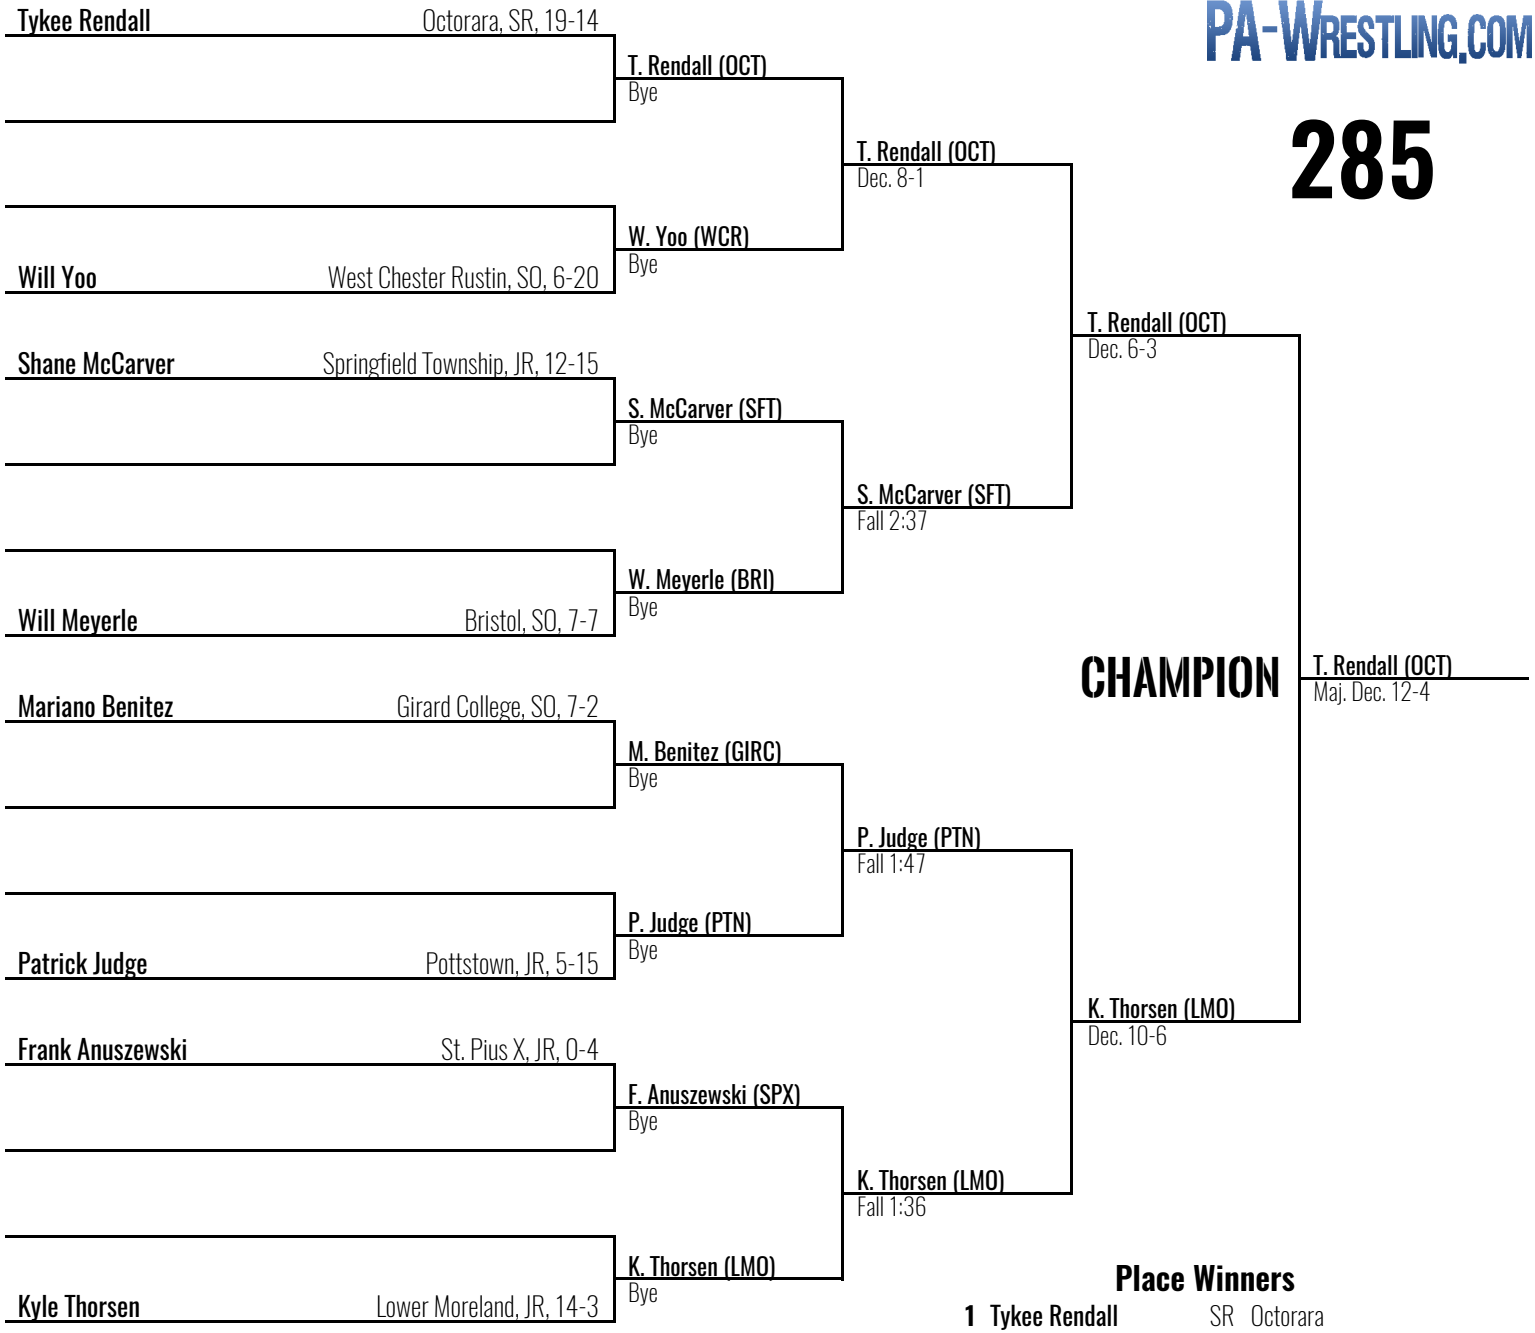 Tykee Rendall Octorara, SR, 19-14
PA-WRESTLING.COM
T. Rendall (OCT)
Bye
285
T. Rendall (OCT)
Dec. 8-1
W. Yoo (WCR)
Bye
Will Yoo West Chester Rustin, SO, 6-20
T. Rendall (OCT)
Dec. 6-3
Shane McCarver Springfield Township, JR, 12-15
S. McCarver (SFT)
Bye
S. McCarver (SFT)
Fall 2:37
W. Meyerle (BRI)
Bye
Will Meyerle Bristol, SO, 7-7
CHAMPION T. Rendall (OCT)
Maj. Dec. 12-4
Mariano Benitez Girard College, SO, 7-2
M. Benitez (GIRC)
Bye
P. Judge (PTN)
Fall 1:47
P. Judge (PTN)
Bye
Patrick Judge Pottstown, JR, 5-15
K. Thorsen (LMO)
Dec. 10-6
Frank Anuszewski St. Pius X, JR, 0-4
F. Anuszewski (SPX)
Bye
K. Thorsen (LMO)
Fall 1:36
K. Thorsen (LMO)
Bye
Place Winners
Kyle Thorsen Lower Moreland, JR, 14-3
1 Tykee Rendall SR Octorara